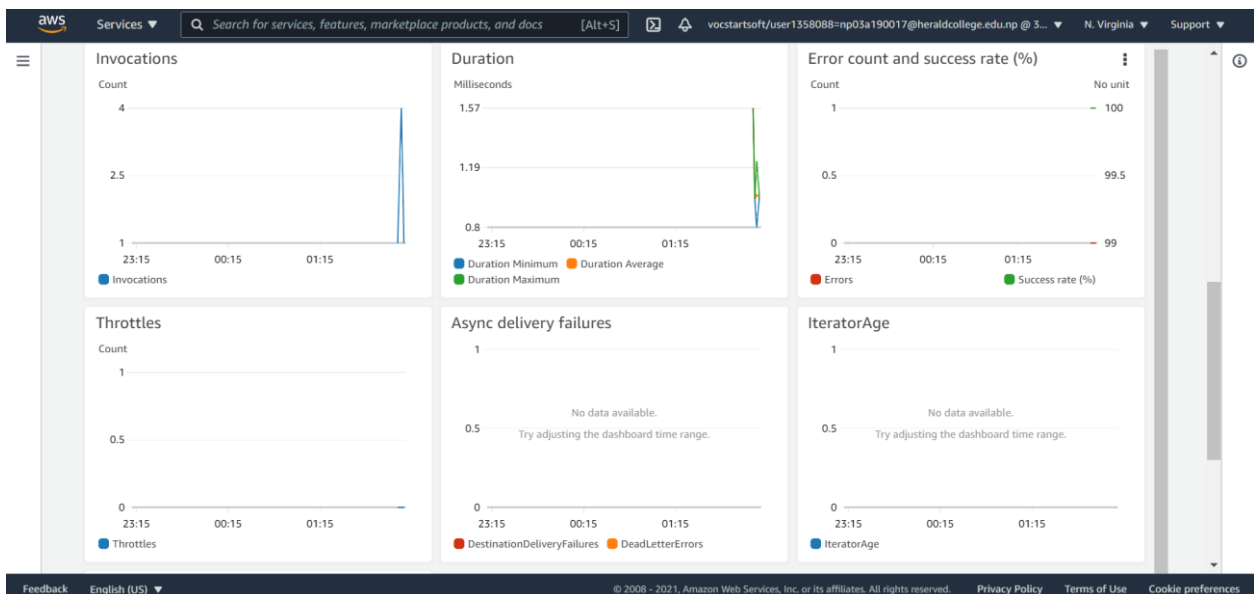 aws Services ▼ Search for services, features, marketplace products, and docs [Alt+S] vocstartsoft/user1358088=np03a190017@heraldcollege.edu.np @ 3... ▼ N. Virginia ▼ Support ▼
Invocations
Count
4
2.5
1
23:15 00:15 01:15
Invocations
Duration
Milliseconds
1.57
1.19
0.8
23:15 00:15 01:15
Duration Minimum Duration Average
Duration Maximum
Error count and success rate (%)
Count No unit
1 100
0.5 99.5
0 99
23:15 00:15 01:15
Errors Success rate (%)
Throttles
Count
1
0.5
0
23:15 00:15 01:15
Throttles
Async delivery failures
1
No data available.
0.5 Try adjusting the dashboard time range.
0
23:15 00:15 01:15
DestinationDeliveryFailures DeadLetterErrors
IteratorAge
1
No data available.
0.5 Try adjusting the dashboard time range.
0
23:15 00:15 01:15
IteratorAge
Feedback English (US) ▼ © 2008 - 2021, Amazon Web Services, Inc. or its affiliates. All rights reserved. Privacy Policy Terms of Use Cookie preferences